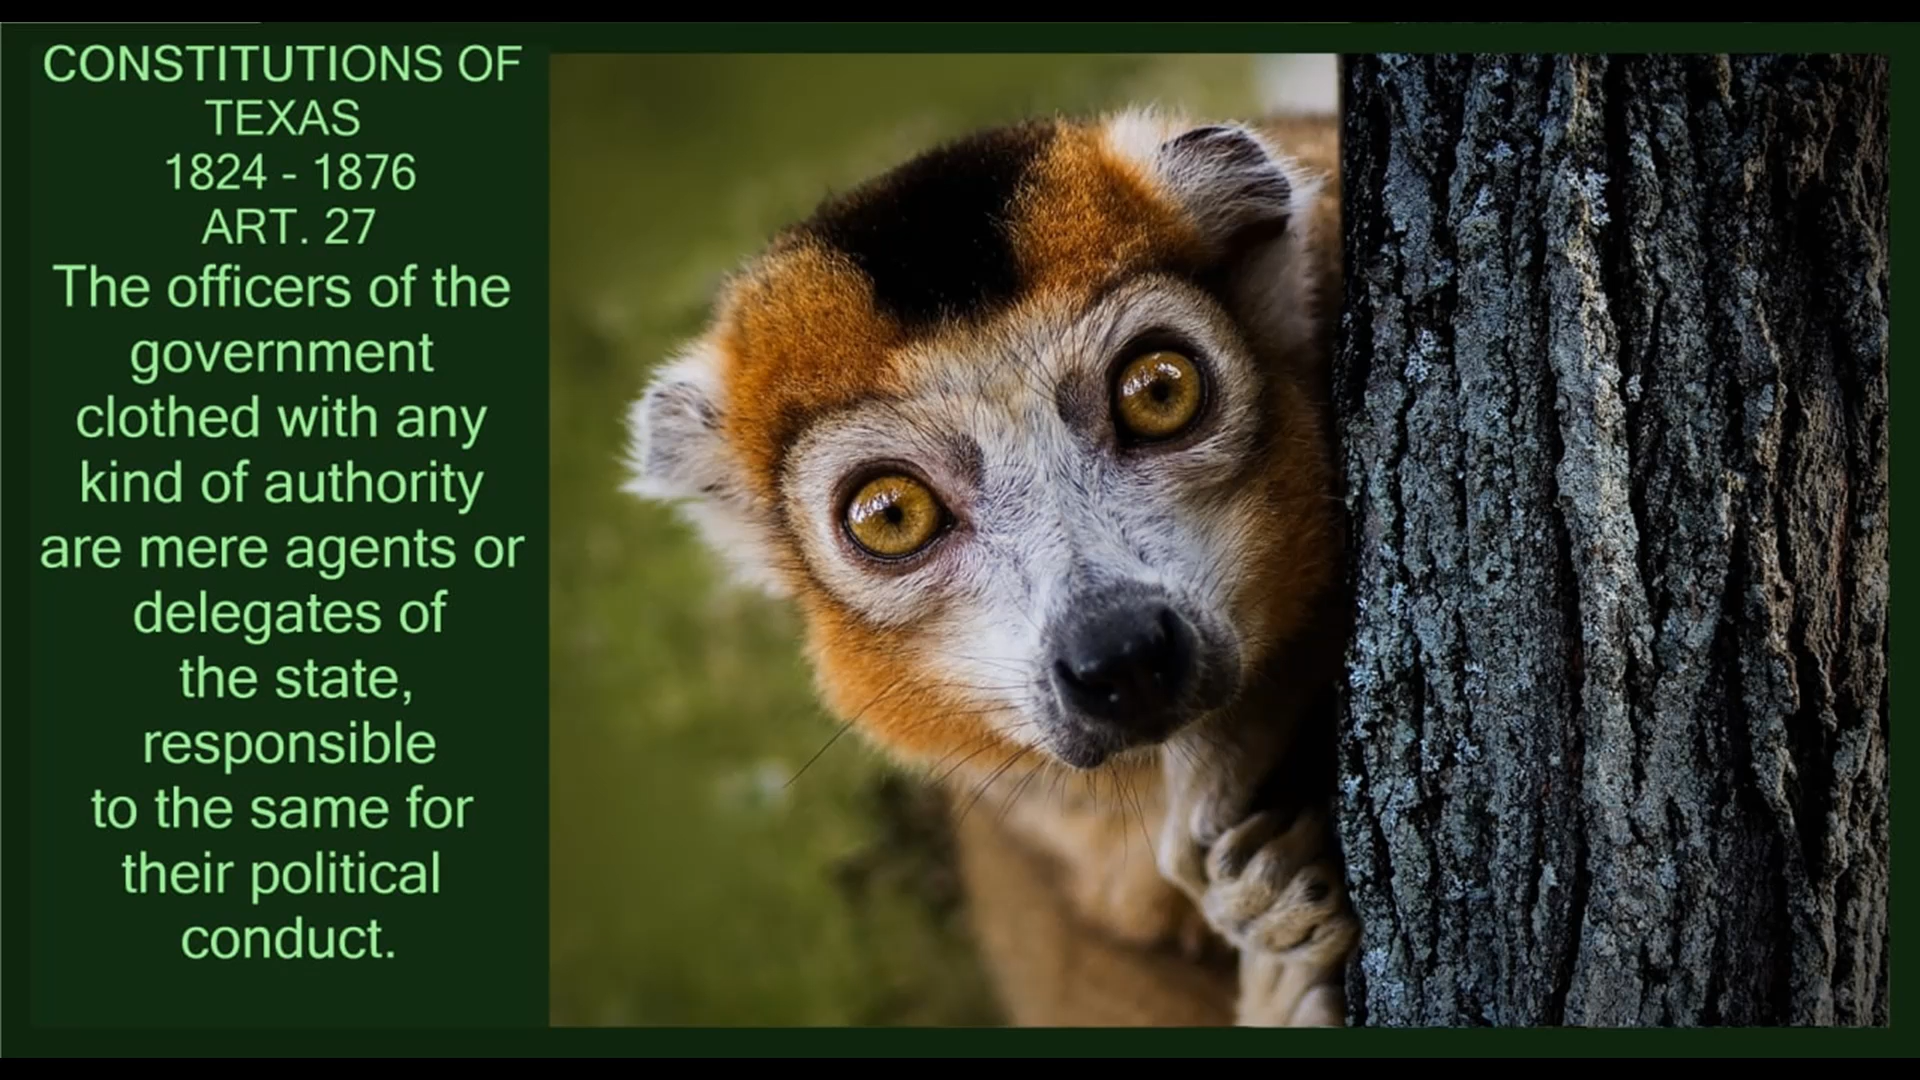 CONSTITUTIONS OF
TEXAS
1824 - 1876
ART. 27
The officers of the
government
clothed with any
kind of authority
are mere agents or
delegates of
the state,
responsible
to the same for
their political
conduct.